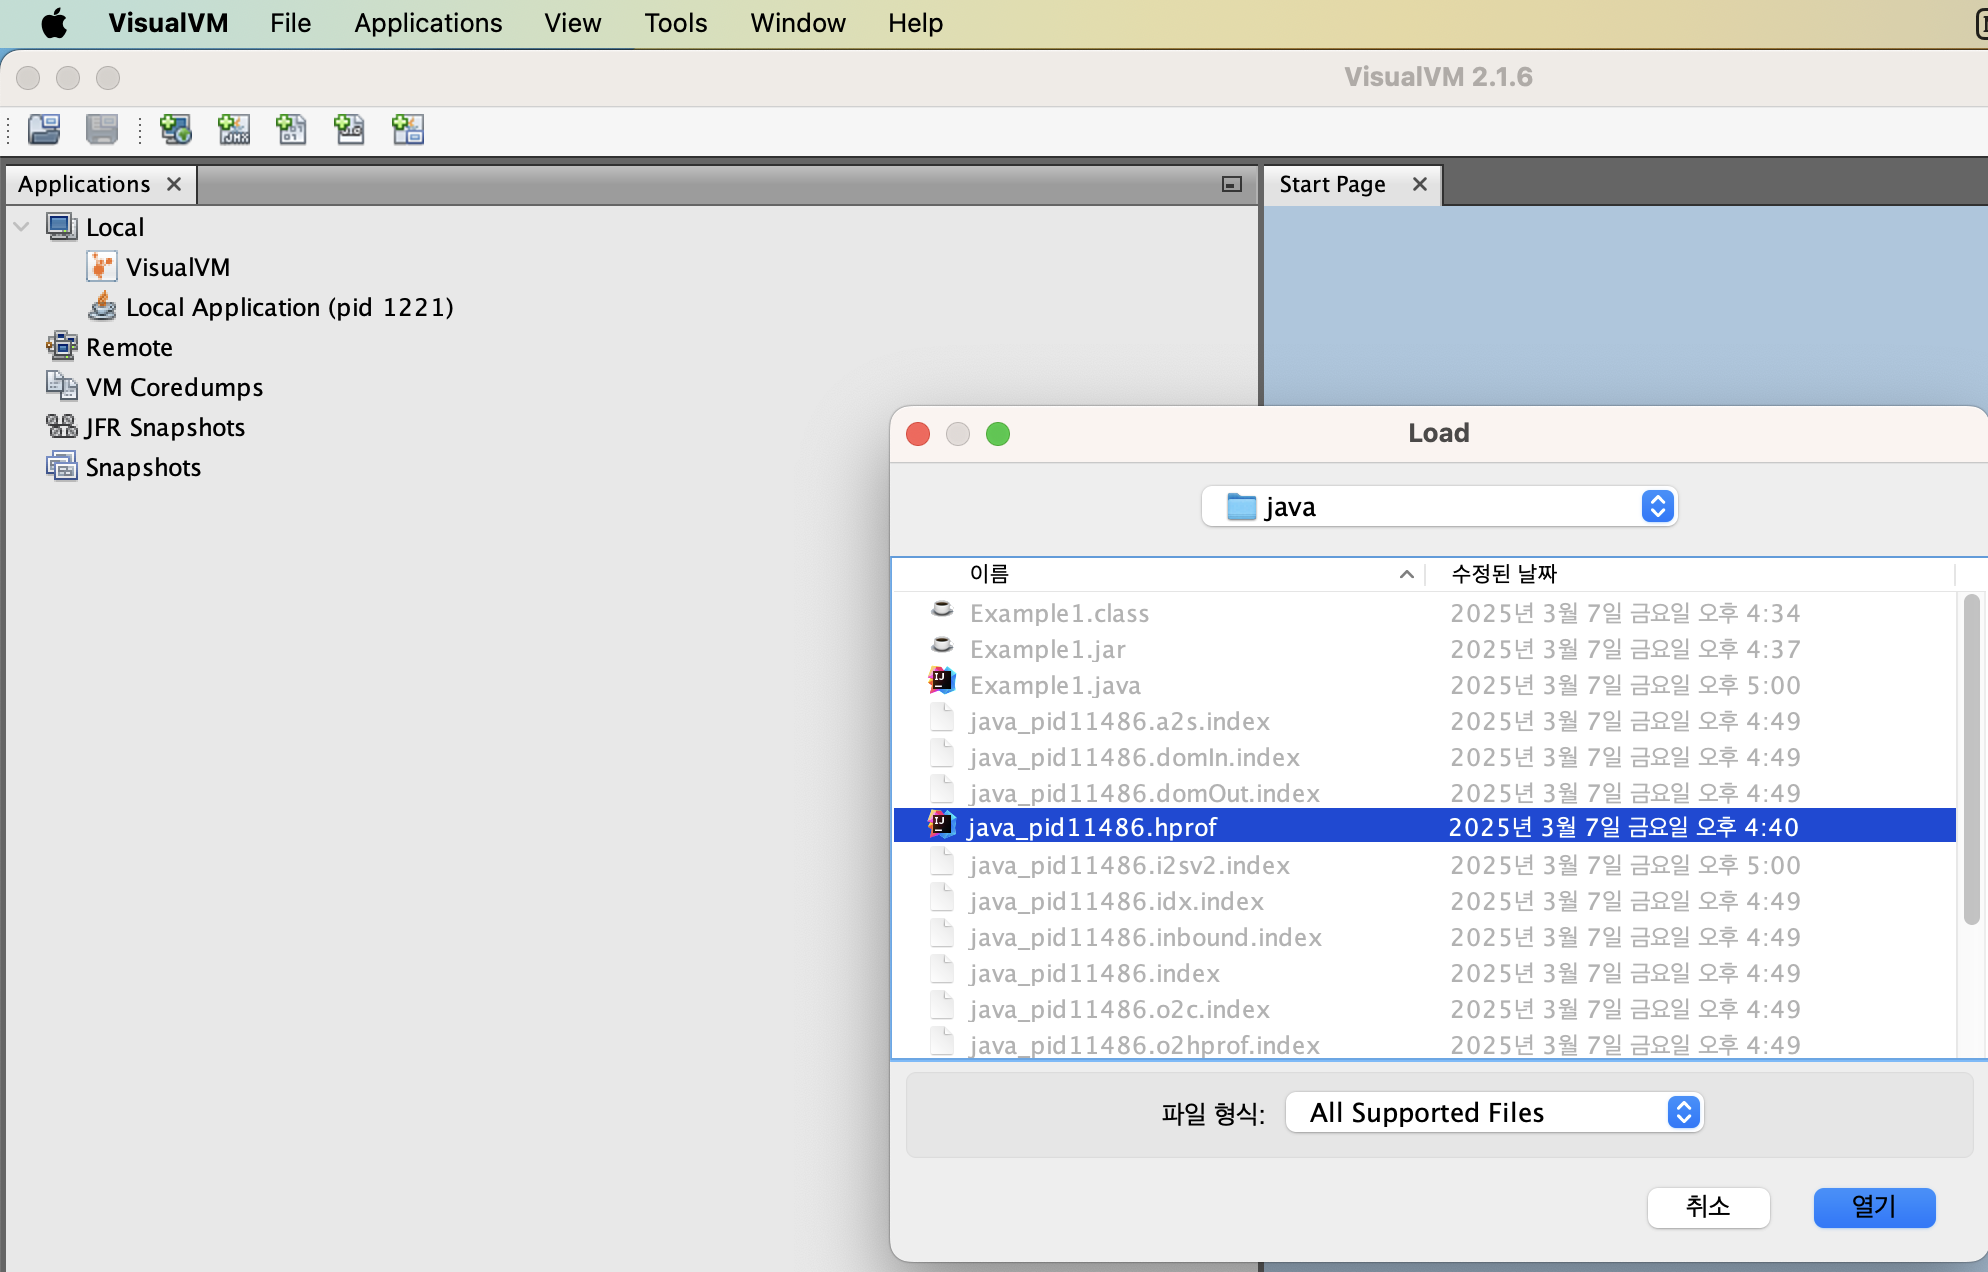 VisualVM File Applications View Tools Window Help
VisualVM 2.1.6
Applications
Start Page
Local
VisualVM
Local Application (pid 1221)
Remote
VM Coredumps
JFR Snapshots
Snapshots
Load
java
이름 수정된 날짜
Example1.class 2025년 3월 7일 금요일 오후 4:34
Example1.jar 2025년 3월 7일 금요일 오후 4:37
Example1.java 2025년 3월 7일 금요일 오후 5:00
java_pid11486.a2s.index 2025년 3월 7일 금요일 오후 4:49
java_pid11486.domIn.index 2025년 3월 7일 금요일 오후 4:49
java_pid11486.domOut.index 2025년 3월 7일 금요일 오후 4:49
java_pid11486.hprof 2025년 3월 7일 금요일 오후 4:40
java_pid11486.i2sv2.index 2025년 3월 7일 금요일 오후 5:00
java_pid11486.idx.index 2025년 3월 7일 금요일 오후 4:49
java_pid11486.inbound.index 2025년 3월 7일 금요일 오후 4:49
java_pid11486.index 2025년 3월 7일 금요일 오후 4:49
java_pid11486.o2c.index 2025년 3월 7일 금요일 오후 4:49
java_pid11486.o2hprof.index 2025년 3월 7일 금요일 오후 4:49
파일 형식: All Supported Files
취소 열기